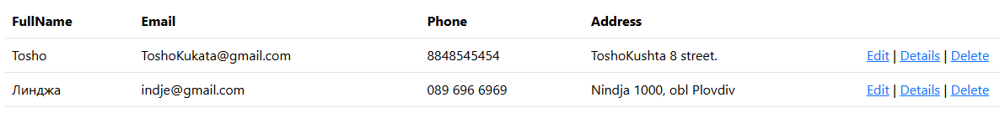 FullName Email Phone Address
Tosho ToshoKukata@gmail.com 8848545454 ToshoKushta 8 street. Edit | Details | Delete
Линджа indje@gmail.com 089 696 6969 Nindja 1000, obl Plovdiv Edit | Details | Delete